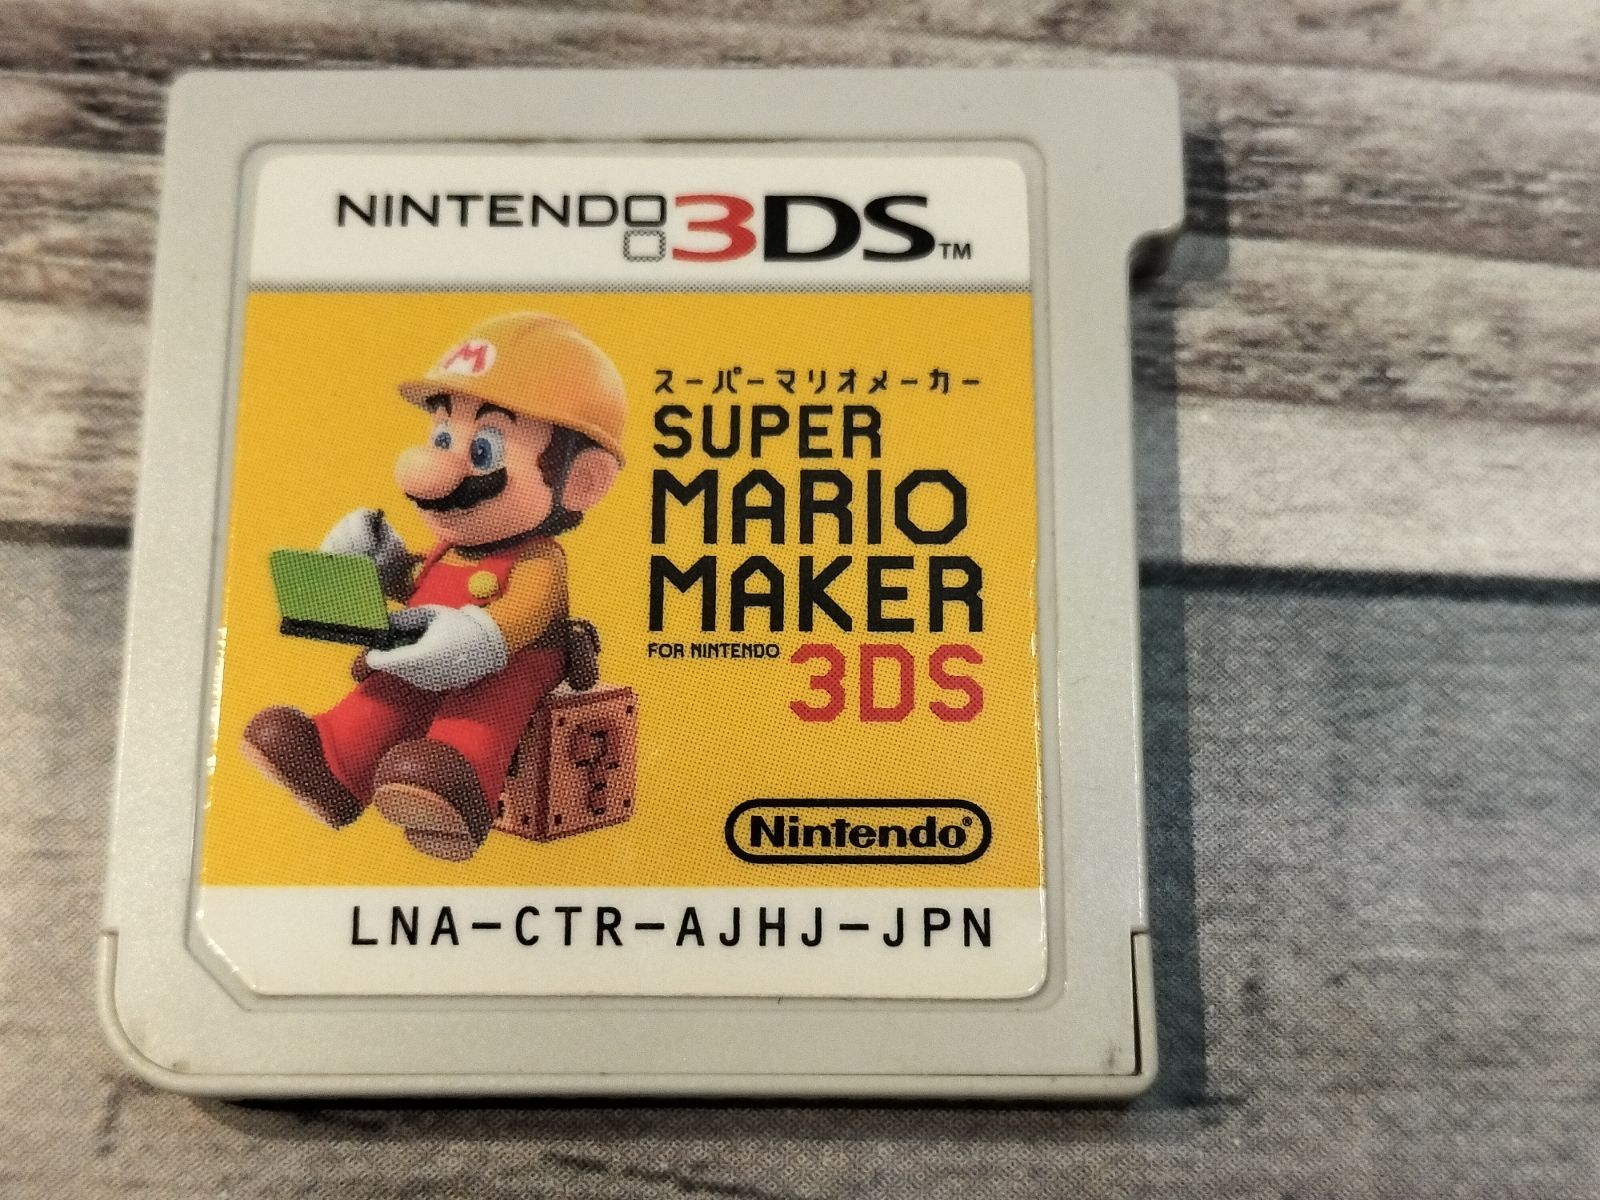 NINTENDO 3DS™
M
スーパーマリオメーカー
SUPER
MARIO
MAKER
FOR NINTENDO 3DS
Nintendo®
LNA-CTR-AJHJ-JPN